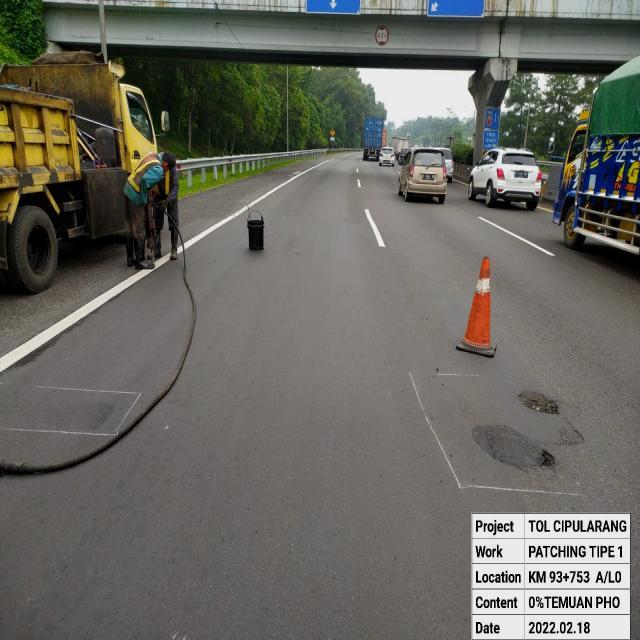 Project TOL CIPULARANG
Work PATCHING TIPE 1
Location KM 93+753 A/L0
Content 0%TEMUAN PHO
Date 2022.02.18